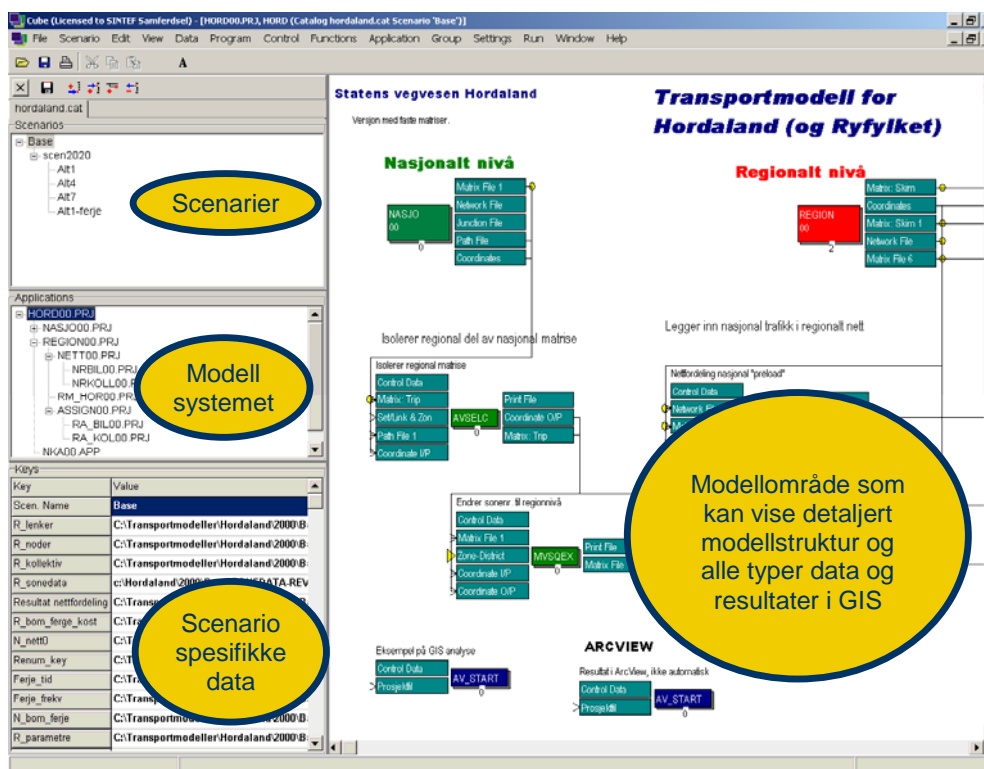 Cube (Licensed to SINTEF Samferdsel) - [HORD00.PRJ, HORD (Catalog hordaland.cat Scenario 'Base')]
File Scenario Edit View Data Program Control Functions Application Group Settings Run Window Help
A
hordaland.cat
Scenarios
Base
scen2020
Alt1
Alt4
Alt7
Alt1-ferje
Scenarier
Applications
HORD00.PRJ
NASJO00.PRJ
REGION00.PRJ
NETT00.PRJ
NRBIL00.PRJ
NRKOLL00.PRJ
RM_HOR00.PRJ
ASSIGN00.PRJ
RA_BIL00.PRJ
RA_KOL00.PRJ
NKA00.APP
Modell
systemet
Keys
Key Value
Scen. Name Base
R_lenker C:\Transportmodeller\Hordaland\2000\B
R_noder C:\Transportmodeller\Hordaland\2000\B
R_kollektiv C:\Transportmodeller\Hordaland\2000\B
R_sonedata c:\Hordaland\2000
Resultat nettfordeling C:\Transportmodeller\Hordaland\2000\B
R_bom_ferge_kost
N_nett0
Renum_key
Ferje_tid
Ferje_frekv
N_bom_ferje
R_parametre C:\Transportmodeller\Hordaland\2000\B
Scenario
spesifikke
data
Statens vegvesen Hordaland
Versjon med faste matriser.
Transportmodell for
Hordaland (og Ryfylket)
Nasjonalt nivå
NASJO
00
0
Matrix File 1
Network File
Junction File
Path File
Coordinates
Regionalt nivå
REGION
00
2
Matrix: Skim
Coordinates
Matrix: Skim 1
Network File
Matrix File 6
Isolerer regional del av nasjonal matrise
Isolerer regional matrise
Control Data
Matrix: Trip
Set/Link & Zon
Path File 1
Coordinate I/P
AVSELC
0
Print File
Coordinate O/P
Matrix: Trip
Legger inn nasjonal trafikk i regionalt nett
Nettfordeling nasjonal "preload"
Control Data
Network
Endrer sonenr. til regionnivå
Control Data
Matrix File 1
Zone-District
Coordinate I/P
Coordinate O/P
MVSQEX
0
Print File
Matrix File
Modellområde som
kan vise detaljert
modellstruktur og
alle typer data og
resultater i GIS
Eksempel på GIS analyse
Control Data
Prosjektfil
AV_START
0
ARCVIEW
Resultat i ArcView, ikke automatisk
Control Data
Prosjektfil
AV_START
0